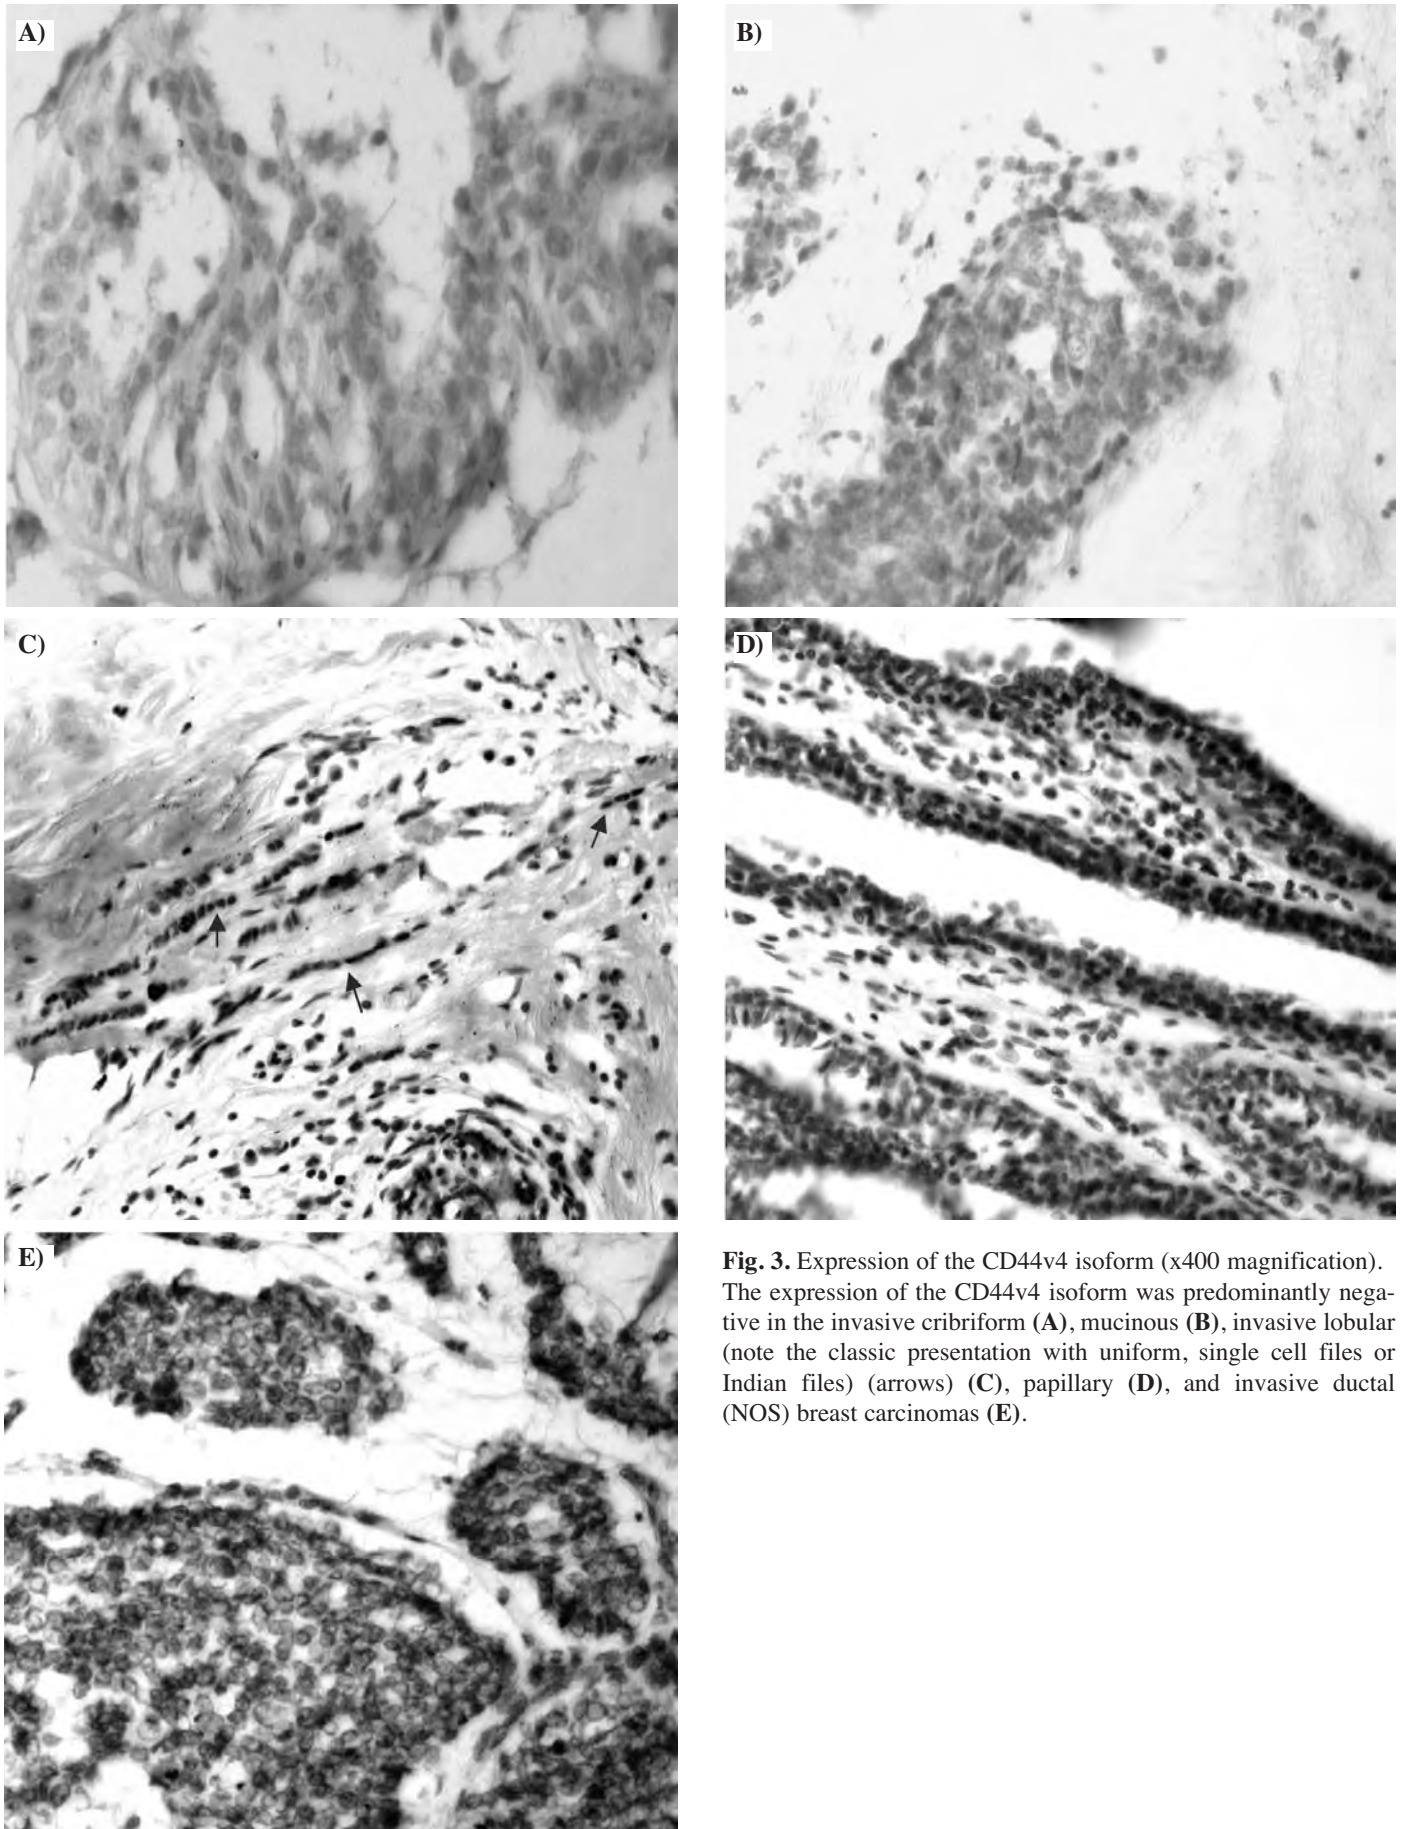 A)
B)
C)
D)
E)
Fig. 3. Expression of the CD44v4 isoform (x400 magnification).
The expression of the CD44v4 isoform was predominantly nega-
tive in the invasive cribriform (A), mucinous (B), invasive lobular
(note the classic presentation with uniform, single cell files or
Indian files) (arrows) (C), papillary (D), and invasive ductal
(NOS) breast carcinomas (E).